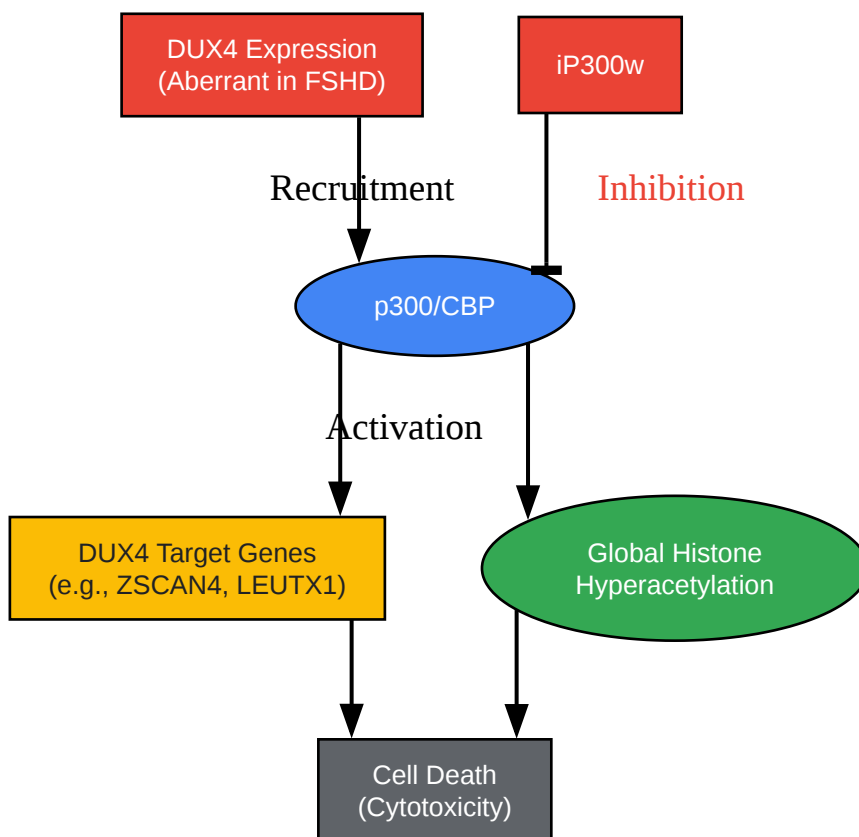 DUX4 Expression
(Aberrant in FSHD)
iP300w
Recruitment
Inhibition
p300/CBP
Activation
DUX4 Target Genes
(e.g., ZSCAN4, LEUTX1)
Global Histone
Hyperacetylation
Cell Death
(Cytotoxicity)